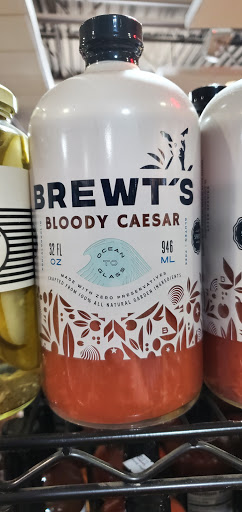 BREWT'S
BLOODY CAESAR
32 FL
OZ
OCEAN
TO
GLASS
946
ML
MADE WITH ZERO PRESERVATIVES
CRAFTED FROM 100% ALL NATURAL GARDEN INGREDIENTS